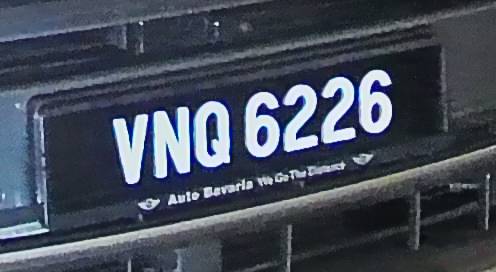 VNQ 6226
Auto Bavaria We Go The Distance